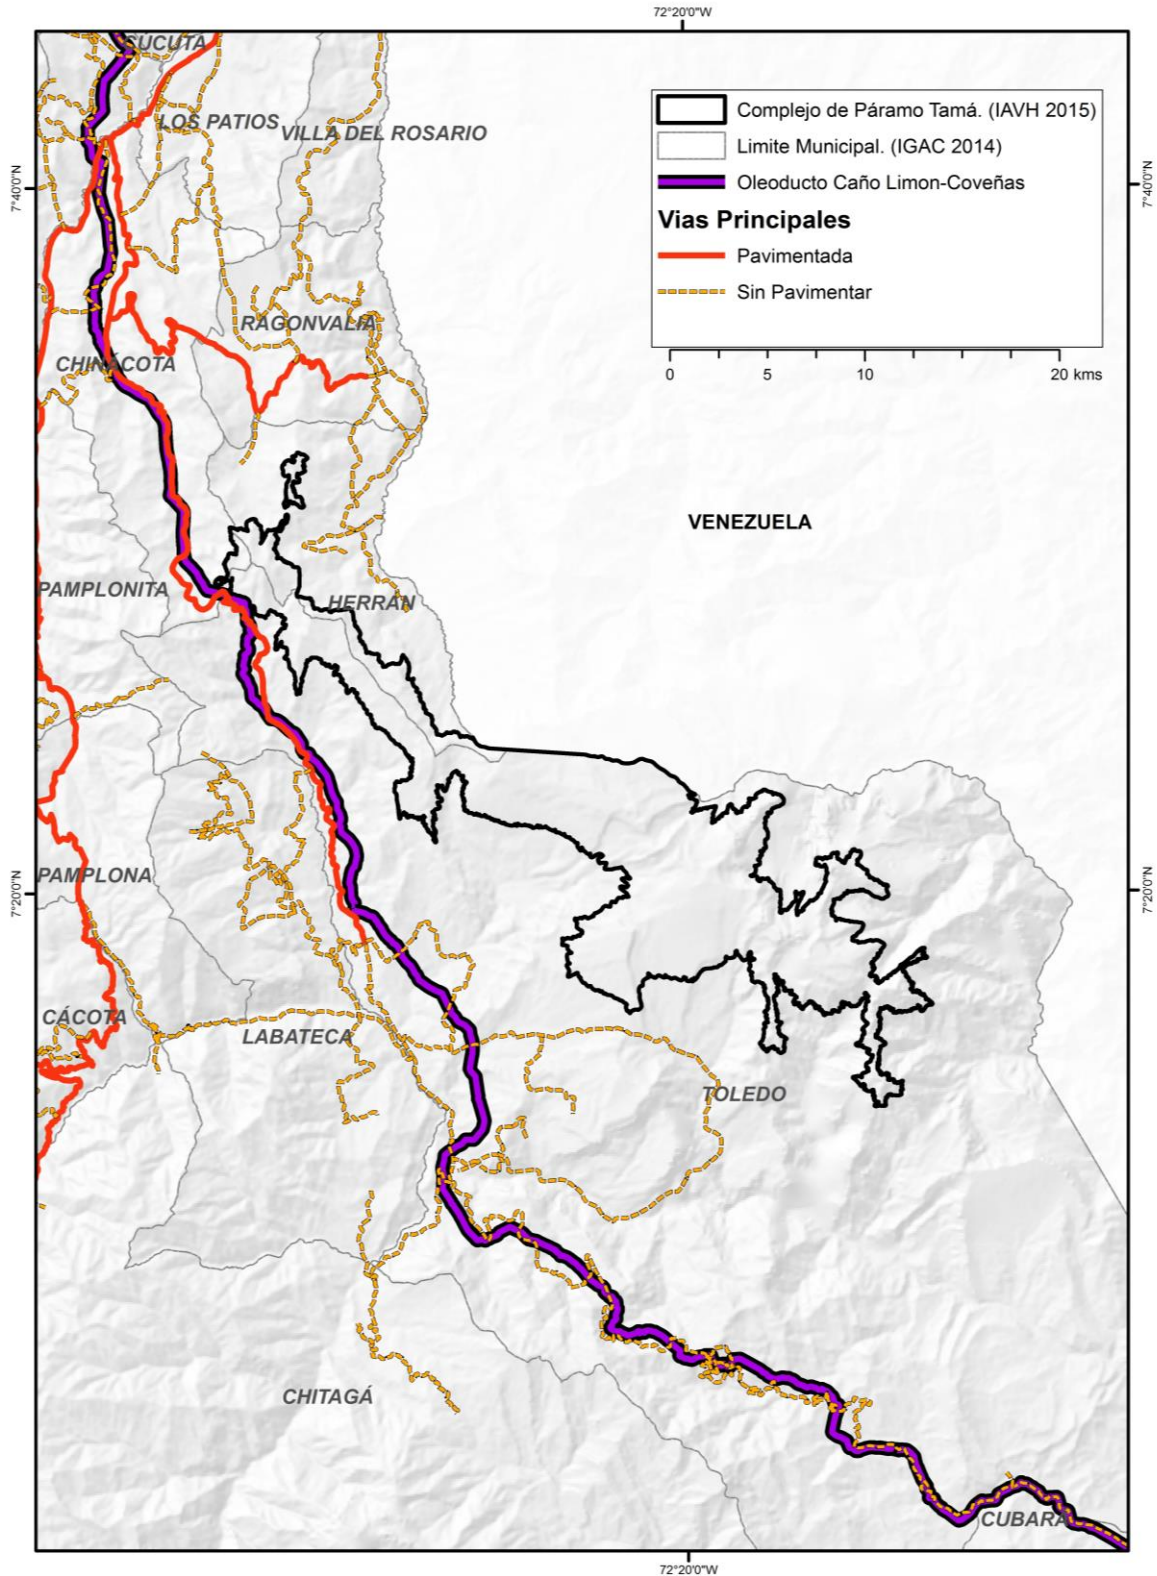 72°20'0"W
CÚCUTA
LOS PATIOS
VILLA DEL ROSARIO
Complejo de Páramo Tamá. (IAVH 2015)
Limite Municipal. (IGAC 2014)
Oleoducto Caño Limon-Coveñas
Vias Principales
Pavimentada
Sin Pavimentar
0 5 10 20 kms
7°40'0"N
7°40'0"N
RAGONVALIA
CHINÁCOTA
VENEZUELA
PAMPLONITA
HERRÁN
PAMPLONA
7°20'0"N
7°20'0"N
CÁCOTA
LABATECA
TOLEDO
CHITAGÁ
CUBARÁ
72°20'0"W